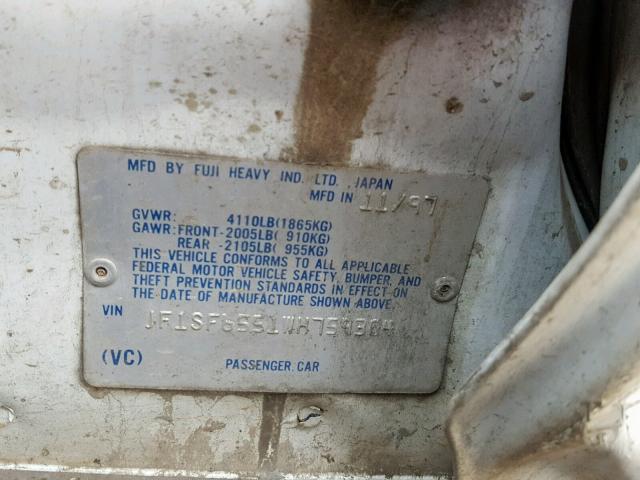 MFD BY FUJI HEAVY IND. LTD. JAPAN
MFD IN 11/97
GVWR: 4110LB(1865KG)
GAWR: FRONT-2005LB( 910KG)
REAR -2105LB( 955KG)
THIS VEHICLE CONFORMS TO ALL APPLICABLE
FEDERAL MOTOR VEHICLE SAFETY, BUMPER, AND
THEFT PREVENTION STANDARDS IN EFFECT ON
THE DATE OF MANUFACTURE SHOWN ABOVE.
VIN JF1SF6551WH759304
(VC) PASSENGER CAR